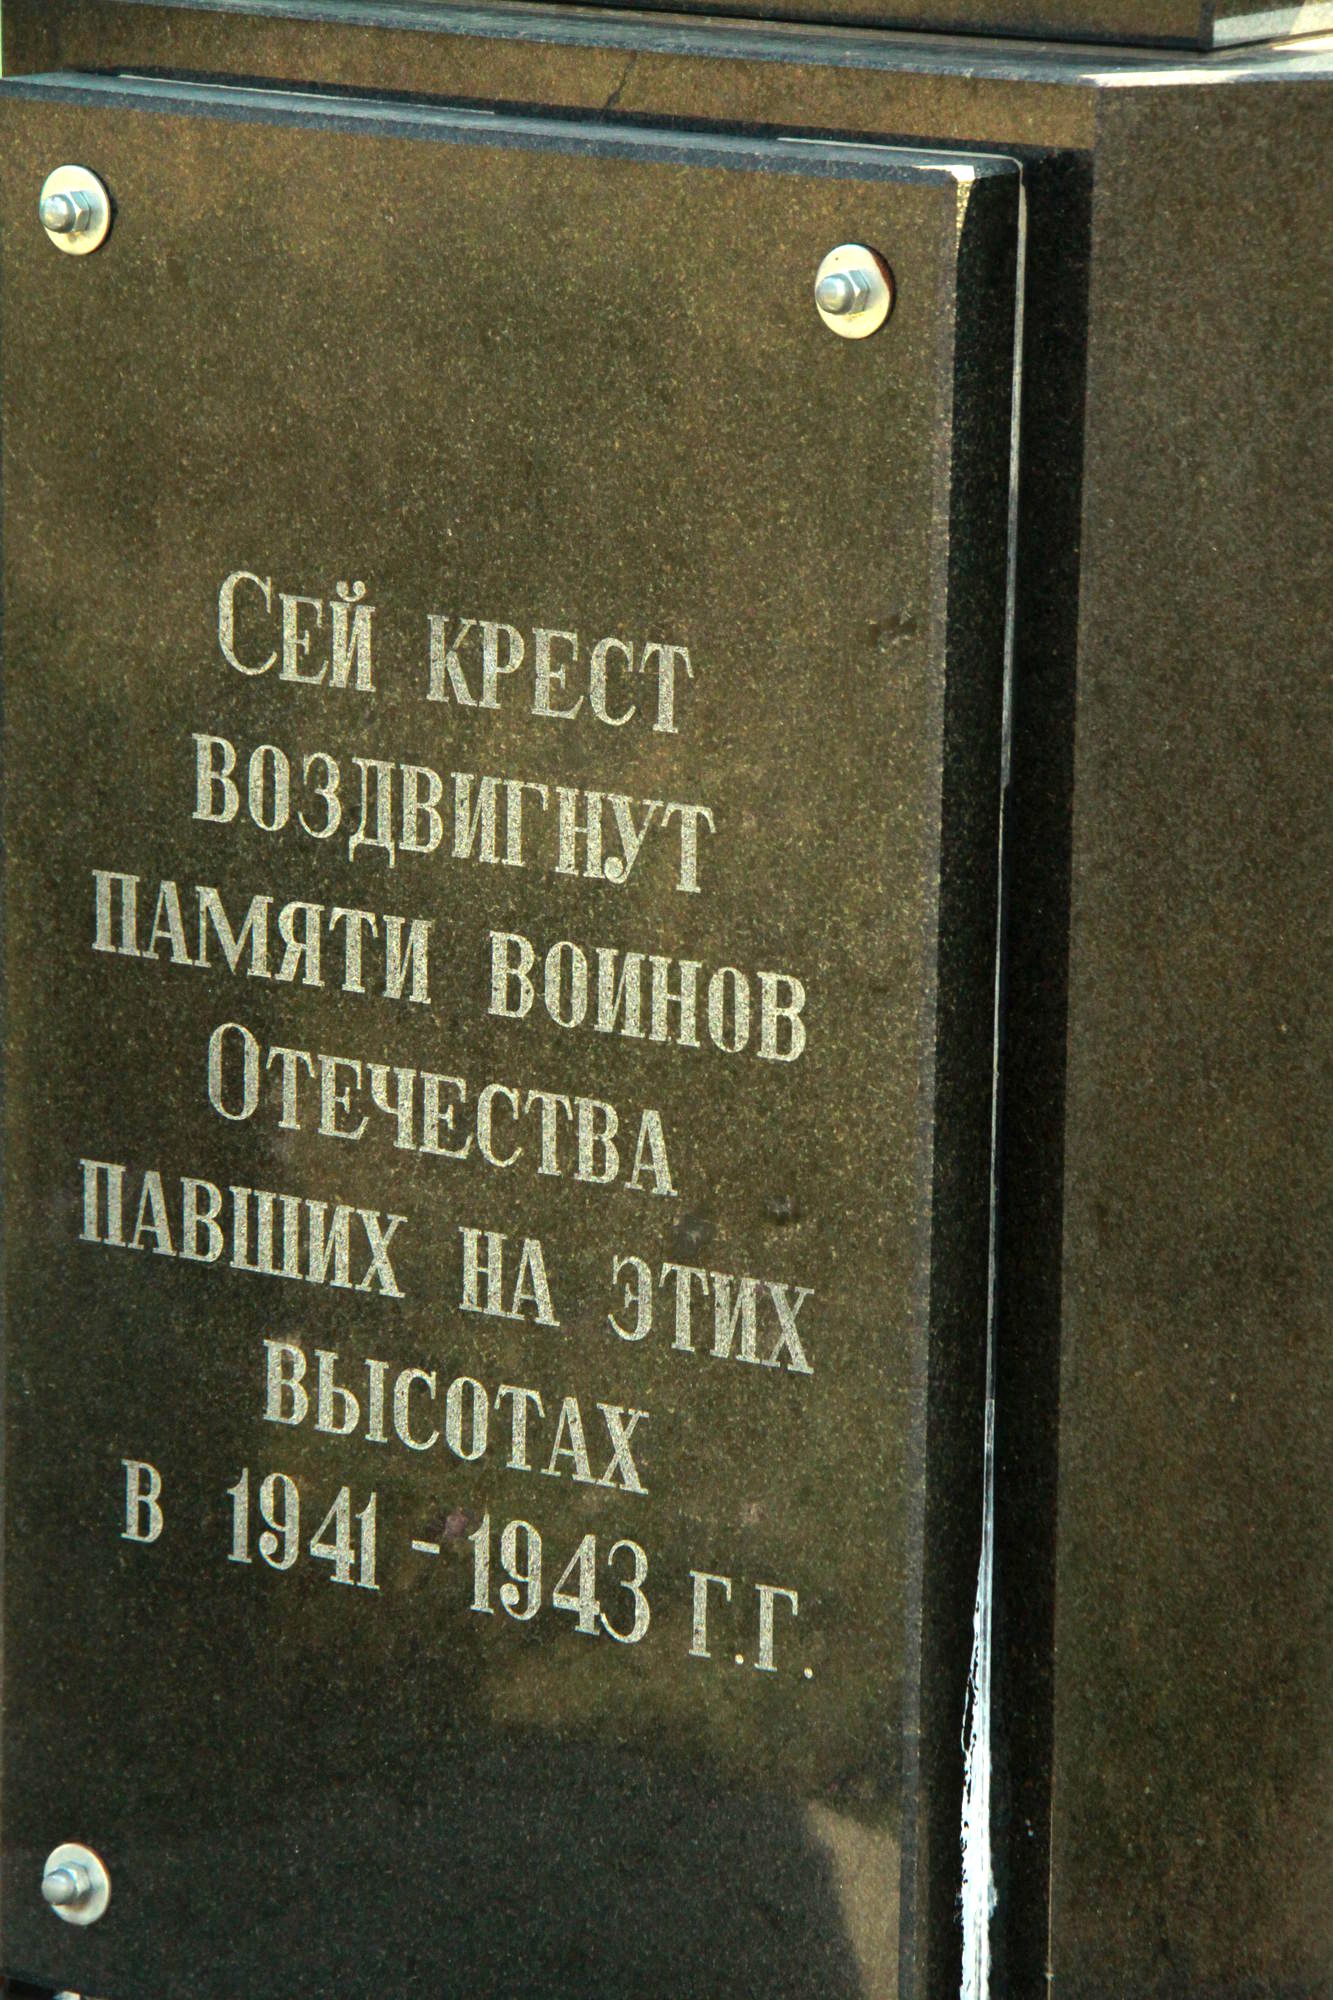 Сей крест
воздвигнут
памяти воинов
Отечества
павших на этих
высотах
в 1941 - 1943 г.г.